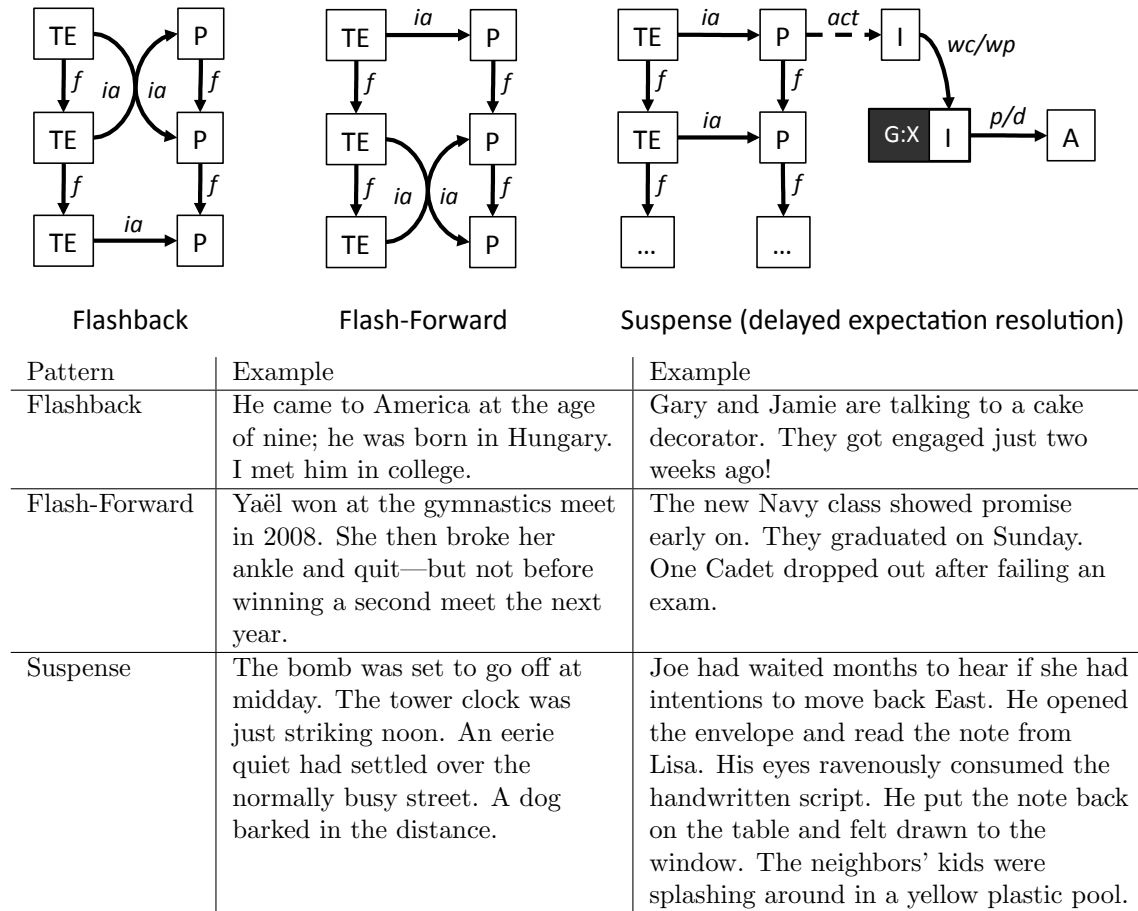 TE P TE ia P TE ia P act I
wc/wp
f ia ia f f f f f
TE P TE P TE ia P G:X I p/d A
f f f ia ia f f f
TE ia P TE P ... ...
Flashback Flash-Forward Suspense (delayed expectation resolution)
Pattern Example Example
Flashback He came to America at the age Gary and Jamie are talking to a cake
of nine; he was born in Hungary. decorator. They got engaged just two
I met him in college. weeks ago!
Flash-Forward Yaël won at the gymnastics meet The new Navy class showed promise
in 2008. She then broke her early on. They graduated on Sunday.
ankle and quit—but not before One Cadet dropped out after failing an
winning a second meet the next exam.
year.
Suspense The bomb was set to go off at Joe had waited months to hear if she had
midday. The tower clock was intentions to move back East. He opened
just striking noon. An eerie the envelope and read the note from
quiet had settled over the Lisa. His eyes ravenously consumed the
normally busy street. A dog handwritten script. He put the note back
barked in the distance. on the table and felt drawn to the
window. The neighbors’ kids were
splashing around in a yellow plastic pool.